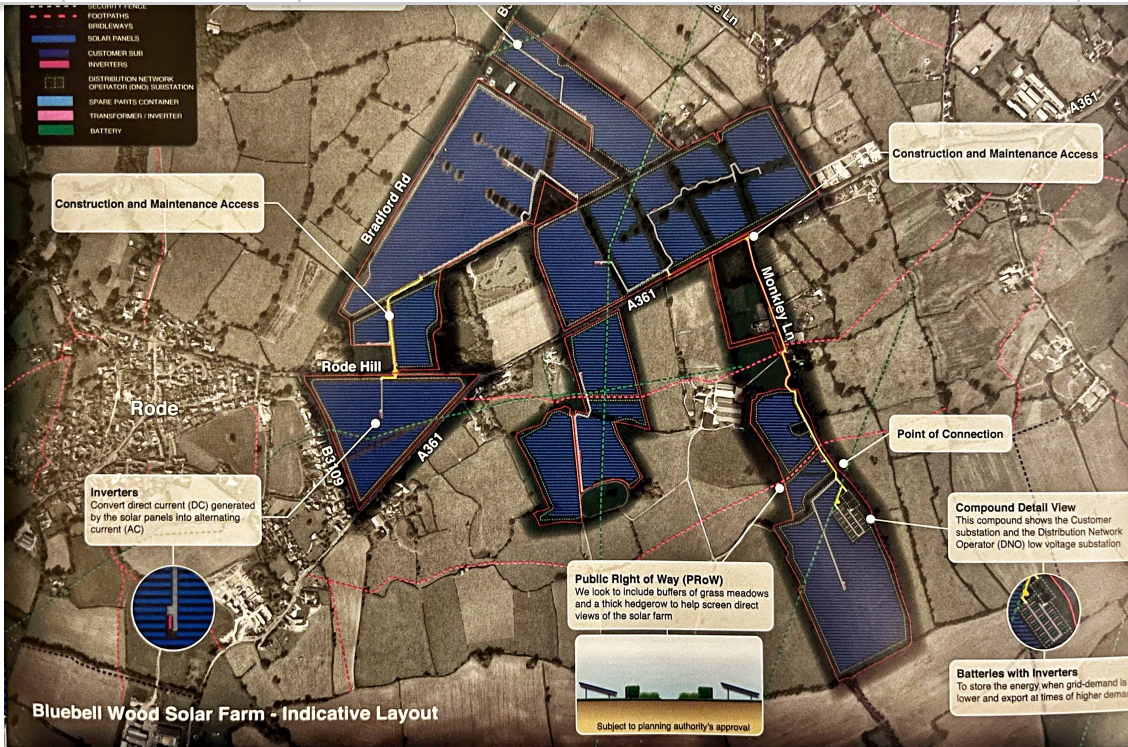 SECURITY FENCE
FOOTPATHS
BRIDLEWAYS
SOLAR PANELS
CUSTOMER SUB
INVERTERS
DISTRIBUTION NETWORK
OPERATOR (DNO) SUBSTATION
SPARE PARTS CONTAINER
TRANSFORMER / INVERTER
BATTERY
Ln
A361
Construction and Maintenance Access
Construction and Maintenance Access
Bradford Rd
A361
Monkley Ln
Rode Hill
Rode
A361
B3109
Point of Connection
Inverters
Convert direct current (DC) generated
by the solar panels into alternating
current (AC)
Compound Detail View
This compound shows the Customer
substation and the Distribution Network
Operator (DNO) low voltage substation
Public Right of Way (PRoW)
We look to include buffers of grass meadows
and a thick hedgerow to help screen direct
views of the solar farm
Batteries with Inverters
To store the energy when grid-demand is
lower and export at times of higher
Subject to planning authority's approval
Bluebell Wood Solar Farm - Indicative Layout